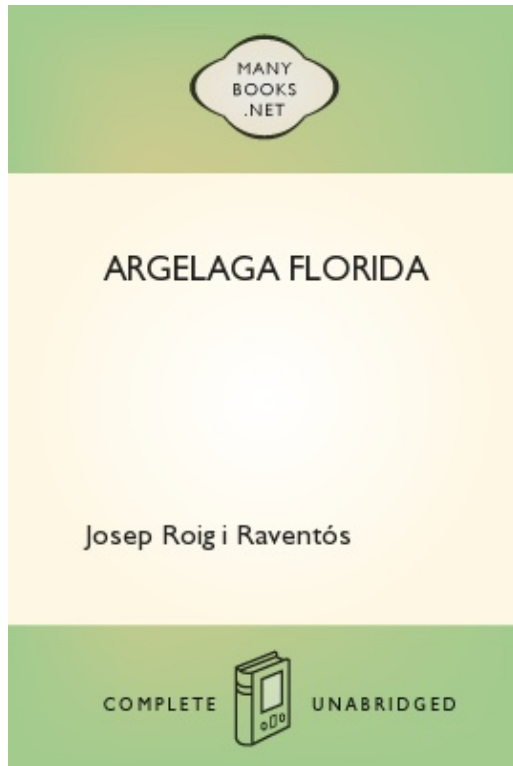 MANY
BOOKS
.NET
ARGELAGA FLORIDA
Josep Roig i Raventós
COMPLETE UNABRIDGED